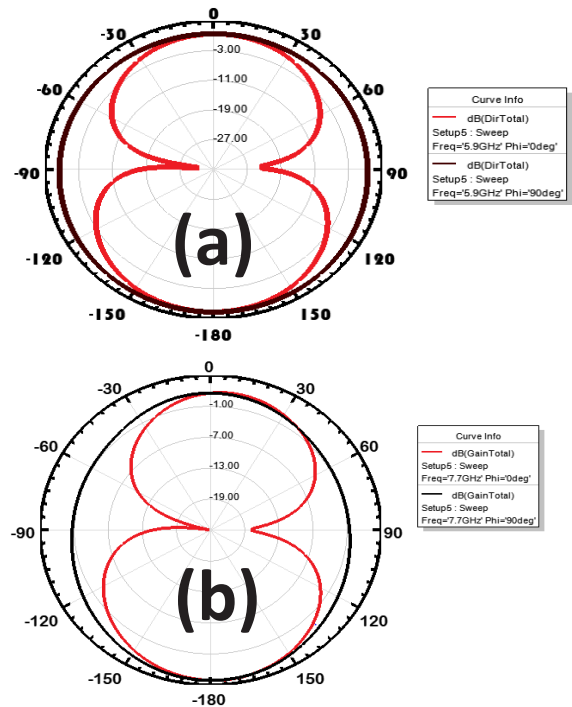 0
-30
30
-3.00
-60
60
-11.00
-19.00
-27.00
-90
90
(a)
-120
120
-150
150
-180
Curve Info
dB(DirTotal)
Setup5 : Sweep
Freq='5.9GHz' Phi='0deg'
dB(DirTotal)
Setup5 : Sweep
Freq='5.9GHz' Phi='90deg'
0
-30
30
-1.00
-60
60
-7.00
-13.00
-19.00
-90
90
(b)
-120
120
-150
150
-180
Curve Info
dB(GainTotal)
Setup5 : Sweep
Freq='7.7GHz' Phi='0deg'
dB(GainTotal)
Setup5 : Sweep
Freq='7.7GHz' Phi='90deg'